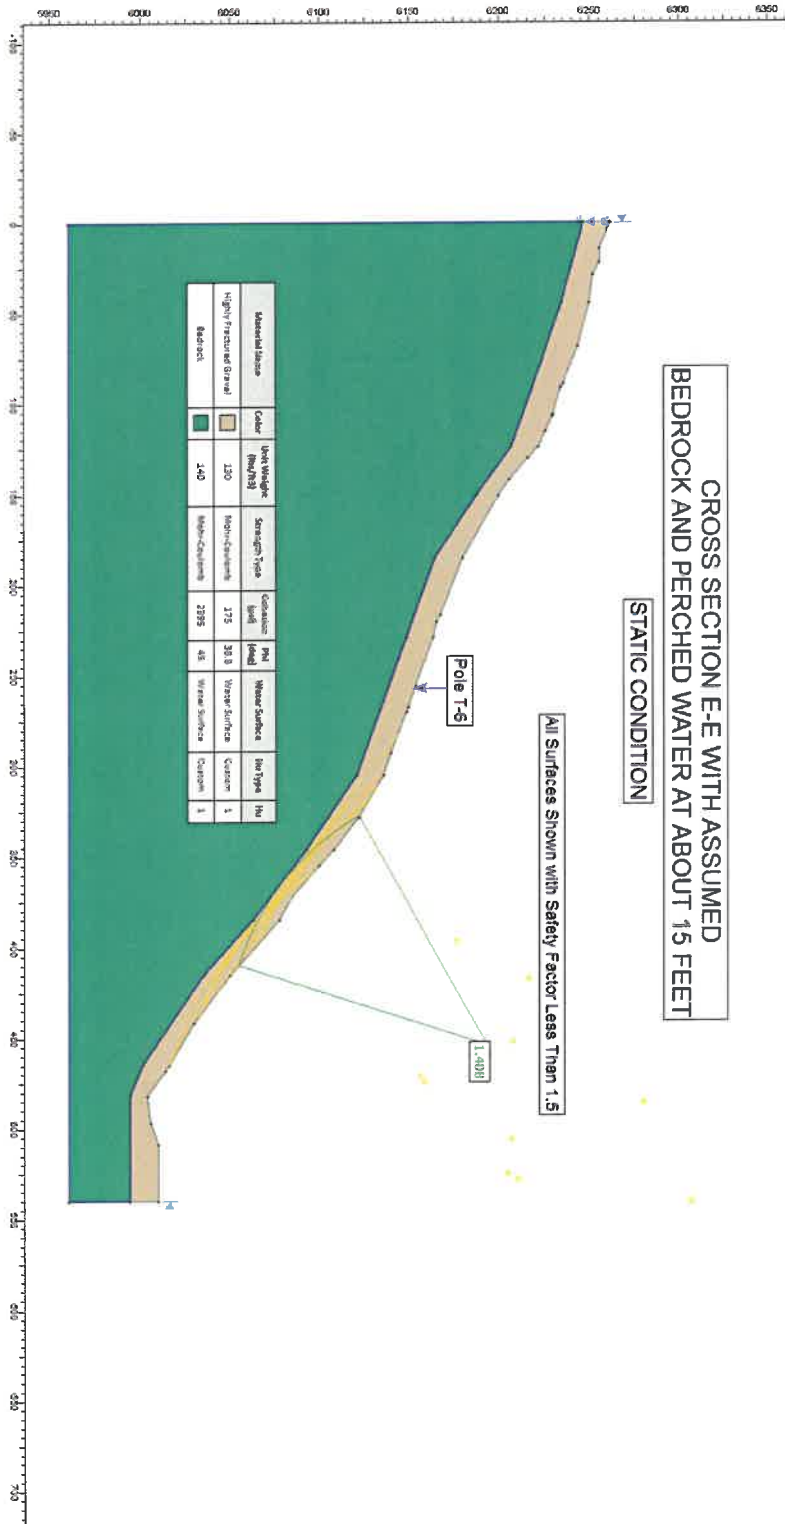 CROSS SECTION E-E WITH ASSUMED
BEDROCK AND PERCHED WATER AT ABOUT 15 FEET
STATIC CONDITION
All Surfaces Shown with Safety Factor Less Than 1.5
Pole T-6
1.408
Material Name Color Unit Weight (lbs/ft3) Strength Type Cohesion (psf) Phi (deg) Water Surface Hu Type Hu
Highly Fractured Gravel 130 Mohr-Coulomb 175 Water Surface Custom 1
Bedrock 140 Mohr-Coulomb 45 Water Surface Custom 1
5950 6000 6050 6100 6150 6200 6250 6300 6350
-100 -50 0 50 100 150 200 250 300 350 400 450 500 550 600 650 700